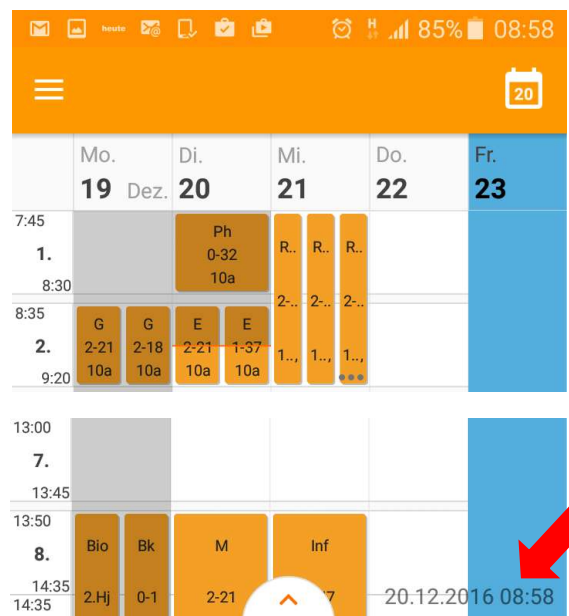 heute 85% 08:58
20
Mo. Di. Mi. Do. Fr.
19 Dez. 20 21 22 23
7:45
Ph R.. R.. R..
1. 0-32
8:30 10a
2-.. 2-.. 2-..
8:35
G G E E
2. 2-21 2-18 2-21 1-37 1.., 1.., 1..,
9:20 10a 10a 10a 10a
13:00
7.
13:45
13:50
8. Bio Bk M Inf
14:35 2.Hj 0-1 2-21 7 20.12.2016 08:58
14:35